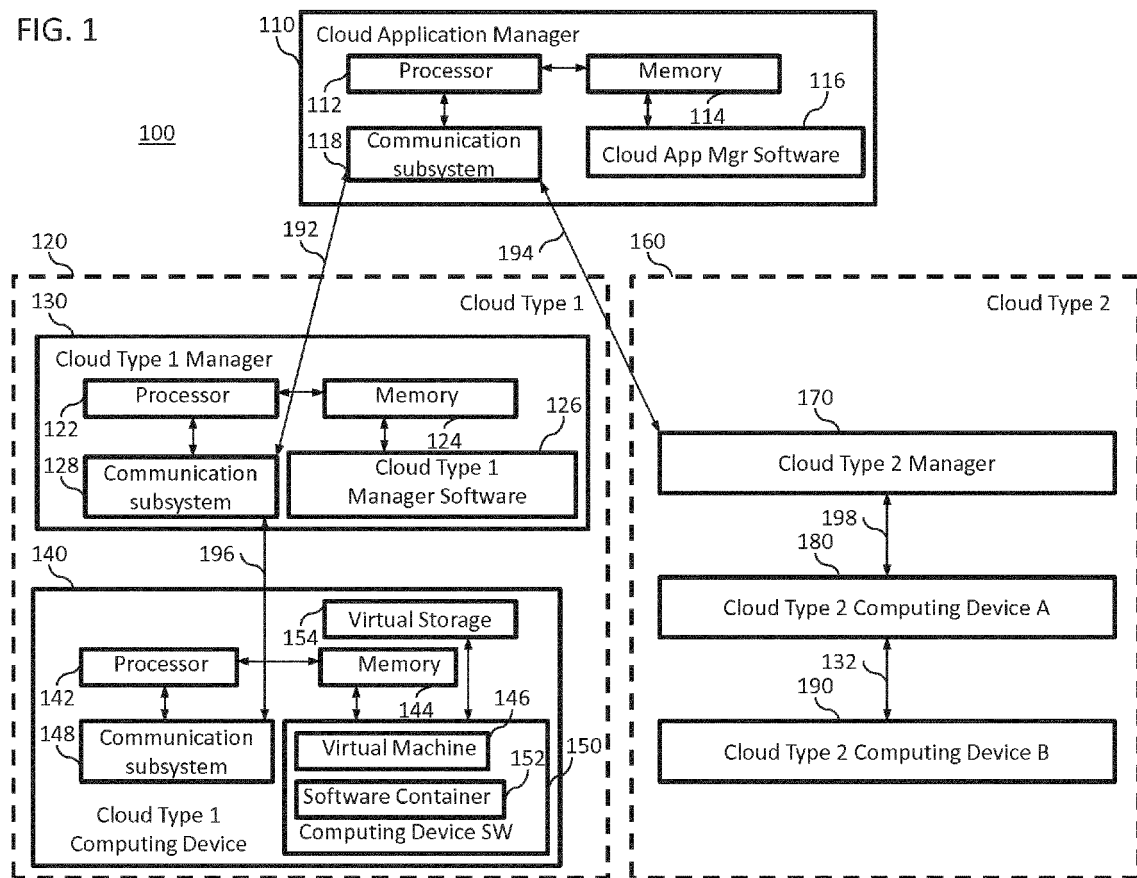 FIG. 1
110
Cloud Application Manager
Processor
Memory
112
114
116
100
118
Communication
subsystem
Cloud App Mgr Software
192
194
120
160
Cloud Type 1
Cloud Type 2
130
Cloud Type 1 Manager
Processor
Memory
122
124
126
128
Communication
subsystem
Cloud Type 1
Manager Software
170
Cloud Type 2 Manager
198
196
140
180
Cloud Type 2 Computing Device A
154
Virtual Storage
Processor
Memory
142
144
146
132
190
148
Communication
subsystem
Virtual Machine
150
152
Cloud Type 2 Computing Device B
Software Container
Cloud Type 1
Computing Device
Computing Device SW